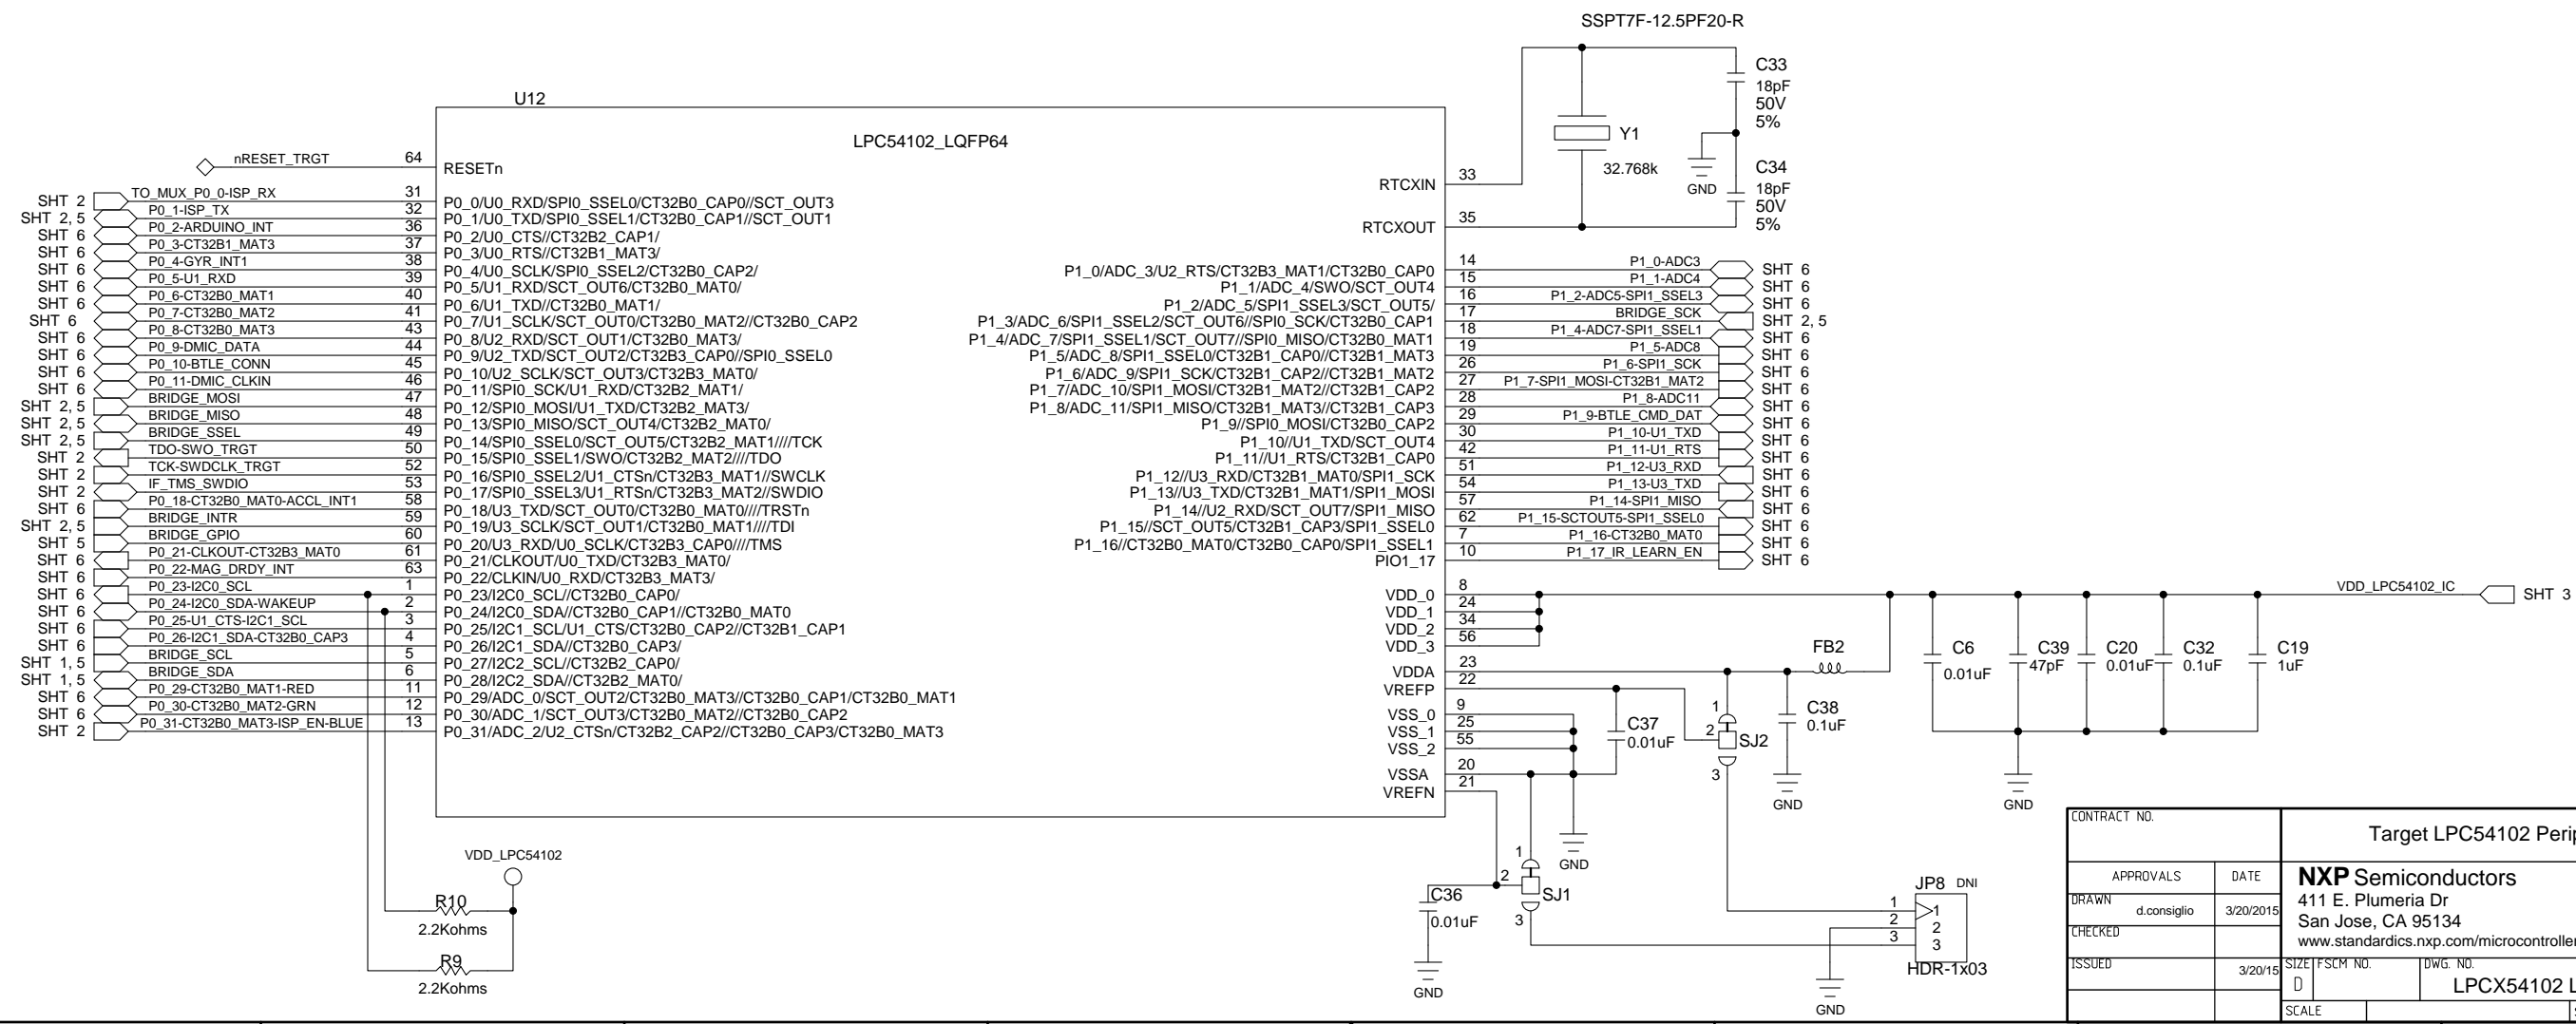 SSPT7F-12.5PF20-R
C33
18pF
50V
5%
Y1
32.768k
GND
C34
18pF
50V
5%
U12
LPC54102_LQFP64
nRESET_TRGT 64 RESETn
SHT 2 TO_MUX_P0_0-ISP_RX 31 P0_0/U0_RXD/SPI0_SSEL0/CT32B0_CAP0//SCT_OUT3
SHT 2, 5 P0_1-ISP_TX 32 P0_1/U0_TXD/SPI0_SSEL1/CT32B0_CAP1//SCT_OUT1
SHT 6 P0_2-ARDUINO_INT 36 P0_2/U0_CTS//CT32B2_CAP1/
SHT 6 P0_3-CT32B1_MAT3 37 P0_3/U0_RTS//CT32B1_MAT3/
SHT 6 P0_4-GYR_INT1 38 P0_4/U0_SCLK/SPI0_SSEL2/CT32B0_CAP2/
SHT 6 P0_5-U1_RXD 39 P0_5/U1_RXD/SCT_OUT6/CT32B0_MAT0/
SHT 6 P0_6-CT32B0_MAT1 40 P0_6/U1_TXD//CT32B0_MAT1/
SHT 6 P0_7-CT32B0_MAT2 41 P0_7/U1_SCLK/SCT_OUT0/CT32B0_MAT2//CT32B0_CAP2
SHT 6 P0_8-CT32B0_MAT3 43 P0_8/U2_RXD/SCT_OUT1/CT32B0_MAT3/
SHT 6 P0_9-DMIC_DATA 44 P0_9/U2_TXD/SCT_OUT2/CT32B3_CAP0//SPI0_SSEL0
SHT 6 P0_10-BTLE_CONN 45 P0_10/U2_SCLK/SCT_OUT3/CT32B3_MAT0/
SHT 6 P0_11-DMIC_CLKIN 46 P0_11/SPI0_SCK/U1_RXD/CT32B2_MAT1/
SHT 2, 5 BRIDGE_MOSI 47 P0_12/SPI0_MOSI/U1_TXD/CT32B2_MAT3/
SHT 2, 5 BRIDGE_MISO 48 P0_13/SPI0_MISO/SCT_OUT4/CT32B2_MAT0/
SHT 2, 5 BRIDGE_SSEL 49 P0_14/SPI0_SSEL0/SCT_OUT5/CT32B2_MAT1////TCK
SHT 2 TDO-SWO_TRGT 50 P0_15/SPI0_SSEL1/SWO/CT32B2_MAT2////TDO
SHT 2 TCK-SWDCLK_TRGT 52 P0_16/SPI0_SSEL2/U1_CTSn/CT32B3_MAT1//SWCLK
SHT 2 IF_TMS_SWDIO 53 P0_17/SPI0_SSEL3/U1_RTSn/CT32B3_MAT2//SWDIO
SHT 6 P0_18-CT32B0_MAT0-ACCL_INT1 58 P0_18/U3_TXD/SCT_OUT0/CT32B0_MAT0////TRSTn
SHT 2, 5 BRIDGE_INTR 59 P0_19/U3_SCLK/SCT_OUT1/CT32B0_MAT1////TDI
SHT 5 BRIDGE_GPIO 60 P0_20/U3_RXD/U0_SCLK/CT32B3_CAP0////TMS
SHT 6 P0_21-CLKOUT-CT32B3_MAT0 61 P0_21/CLKOUT/U0_TXD/CT32B3_MAT0/
SHT 6 P0_22-MAG_DRDY_INT 63 P0_22/CLKIN/U0_RXD/CT32B3_MAT3/
SHT 6 P0_23-I2C0_SCL 1 P0_23/I2C0_SCL//CT32B0_CAP0/
SHT 6 P0_24-I2C0_SDA-WAKEUP 2 P0_24/I2C0_SDA//CT32B0_CAP1//CT32B0_MAT0
SHT 6 P0_25-U1_CTS-I2C1_SCL 3 P0_25/I2C1_SCL/U1_CTS/CT32B0_CAP2//CT32B1_CAP1
SHT 6 P0_26-I2C1_SDA-CT32B0_CAP3 4 P0_26/I2C1_SDA//CT32B0_CAP3/
SHT 1, 5 BRIDGE_SCL 5 P0_27/I2C2_SCL//CT32B2_CAP0/
SHT 1, 5 BRIDGE_SDA 6 P0_28/I2C2_SDA//CT32B2_MAT0/
SHT 6 P0_29-CT32B0_MAT1-RED 11 P0_29/ADC_0/SCT_OUT2/CT32B0_MAT3//CT32B0_CAP1/CT32B0_MAT1
SHT 6 P0_30-CT32B0_MAT2-GRN 12 P0_30/ADC_1/SCT_OUT3/CT32B0_MAT2//CT32B0_CAP2
SHT 2 P0_31-CT32B0_MAT3-ISP_EN-BLUE 13 P0_31/ADC_2/U2_CTSn/CT32B2_CAP2//CT32B0_CAP3/CT32B0_MAT3
RTCXIN 33
RTCXOUT 35
P1_0/ADC_3/U2_RTS/CT32B3_MAT1/CT32B0_CAP0 14 P1_0-ADC3 SHT 6
P1_1/ADC_4/SWO/SCT_OUT4 15 P1_1-ADC4 SHT 6
P1_2/ADC_5/SPI1_SSEL3/SCT_OUT5/ 16 P1_2-ADC5-SPI1_SSEL3 SHT 6
P1_3/ADC_6/SPI1_SSEL2/SCT_OUT6//SPI0_SCK/CT32B0_CAP1 17 BRIDGE_SCK SHT 2, 5
P1_4/ADC_7/SPI1_SSEL1/SCT_OUT7//SPI0_MISO/CT32B0_MAT1 18 P1_4-ADC7-SPI1_SSEL1 SHT 6
P1_5/ADC_8/SPI1_SSEL0/CT32B1_CAP0//CT32B1_MAT3 19 P1_5-ADC8 SHT 6
P1_6/ADC_9/SPI1_SCK/CT32B1_CAP2//CT32B1_MAT2 26 P1_6-SPI1_SCK SHT 6
P1_7/ADC_10/SPI1_MOSI/CT32B1_MAT2//CT32B1_CAP2 27 P1_7-SPI1_MOSI-CT32B1_MAT2 SHT 6
P1_8/ADC_11/SPI1_MISO/CT32B1_MAT3//CT32B1_CAP3 28 P1_8-ADC11 SHT 6
P1_9//SPI0_MOSI/CT32B0_CAP2 29 P1_9-BTLE_CMD_DAT SHT 6
P1_10//U1_TXD/SCT_OUT4 30 P1_10-U1_TXD SHT 6
P1_11//U1_RTS/CT32B1_CAP0 42 P1_11-U1_RTS SHT 6
P1_12//U3_RXD/CT32B1_MAT0/SPI1_SCK 51 P1_12-U3_RXD SHT 6
P1_13//U3_TXD/CT32B1_MAT1/SPI1_MOSI 54 P1_13-U3_TXD SHT 6
P1_14//U2_RXD/SCT_OUT7/SPI1_MISO 57 P1_14-SPI1_MISO SHT 6
P1_15//SCT_OUT5/CT32B1_CAP3/SPI1_SSEL0 62 P1_15-SCTOUT5-SPI1_SSEL0 SHT 6
P1_16//CT32B0_MAT0/CT32B0_CAP0/SPI1_SSEL1 7 P1_16-CT32B0_MAT0 SHT 6
PIO1_17 10 P1_17_IR_LEARN_EN SHT 6
VDD_0 8 VDD_LPC54102_IC SHT 3
VDD_1 24
VDD_2 34
VDD_3 56
VDDA 23
VREFP 22
VSS_0 9
VSS_1 25
VSS_2 55
VSSA 20
VREFN 21
FB2
C6
0.01uF
C39
47pF
C20
0.01uF
C32
0.1uF
C19
1uF
C37
0.01uF
1
2
SJ2
3
C38
0.1uF
GND
GND
GND
VDD_LPC54102
R10
2.2Kohms
R9
2.2Kohms
1
2
SJ1
3
C36
0.01uF
GND
JP8 DNI
1 1
2 2
3 3
HDR-1x03
GND
CONTRACT NO.
Target LPC54102 Perip
APPROVALS DATE
NXP Semiconductors
411 E. Plumeria Dr
San Jose, CA 95134
www.standardics.nxp.com/microcontroller
DRAWN d.consiglio 3/20/2015
CHECKED
ISSUED 3/20/15
SIZE FSCM NO. DWG. NO.
D LPCX54102 L
SCALE